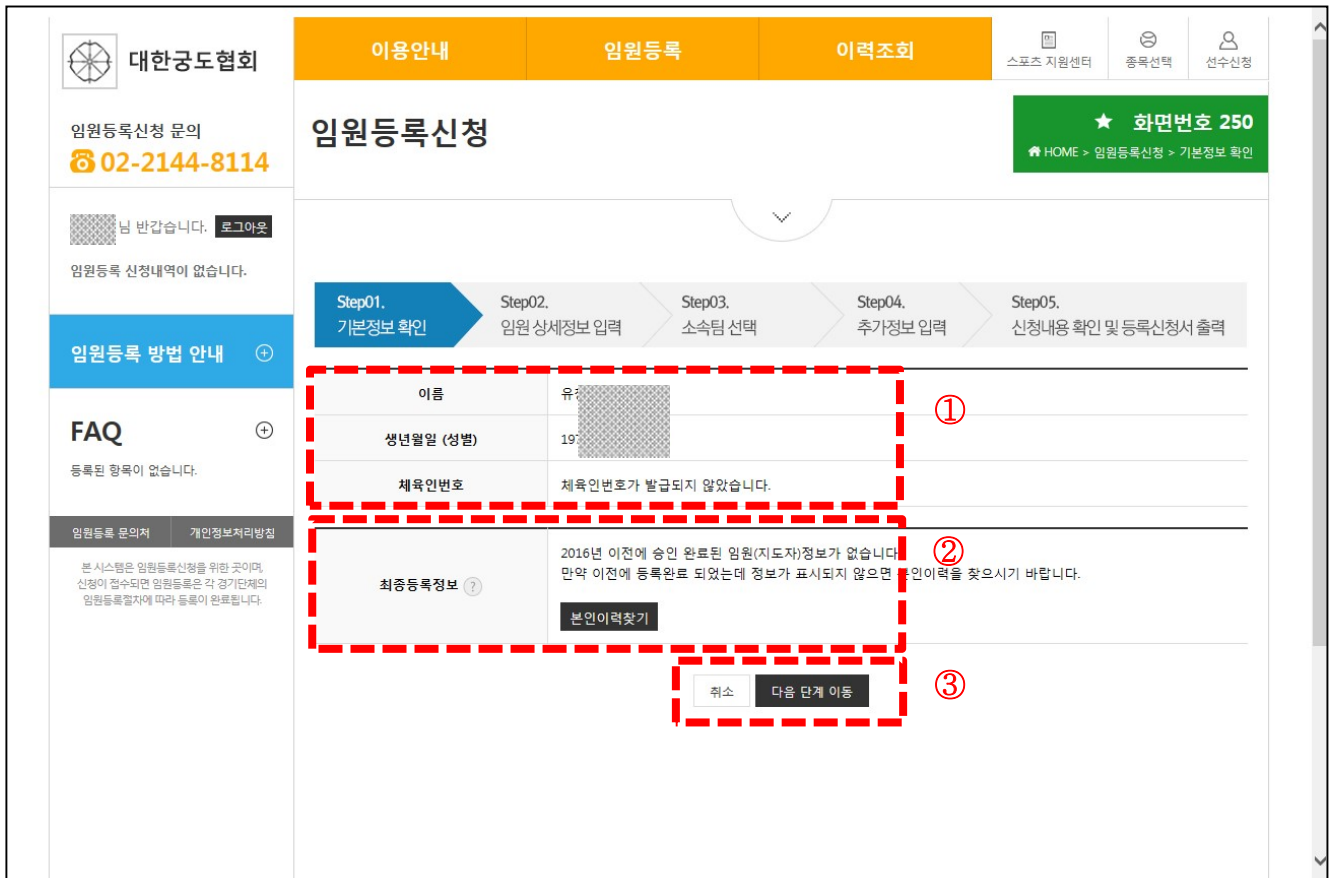 대한궁도협회
이용안내
임원등록
이력조회
스포츠 지원센터
종목선택
선수신청
임원등록신청 문의
02-2144-8114
님 반갑습니다. 로그아웃
임원등록 신청내역이 없습니다.
임원등록 방법 안내
FAQ
등록된 항목이 없습니다.
임원등록 문의처
개인정보처리방침
본 시스템은 임원등록신청을 위한 곳이며,
신청이 접수되면 임원등록은 각 경기단체의
임원등록절차에 따라 등록이 완료됩니다.
임원등록신청
★ 화면번호 250
HOME > 임원등록신청 > 기본정보 확인
Step01.
기본정보 확인
Step02.
임원 상세정보 입력
Step03.
소속팀 선택
Step04.
추가정보 입력
Step05.
신청내용 확인 및 등록신청서 출력
이름 유
생년월일 (성별) 197
체육인번호 체육인번호가 발급되지 않았습니다.
①
최종등록정보 ?
2016년 이전에 승인 완료된 임원(지도자)정보가 없습니다
만약 이전에 등록완료 되었는데 정보가 표시되지 않으면 본인이력을 찾으시기 바랍니다.
본인이력찾기
②
취소 다음 단계 이동
③